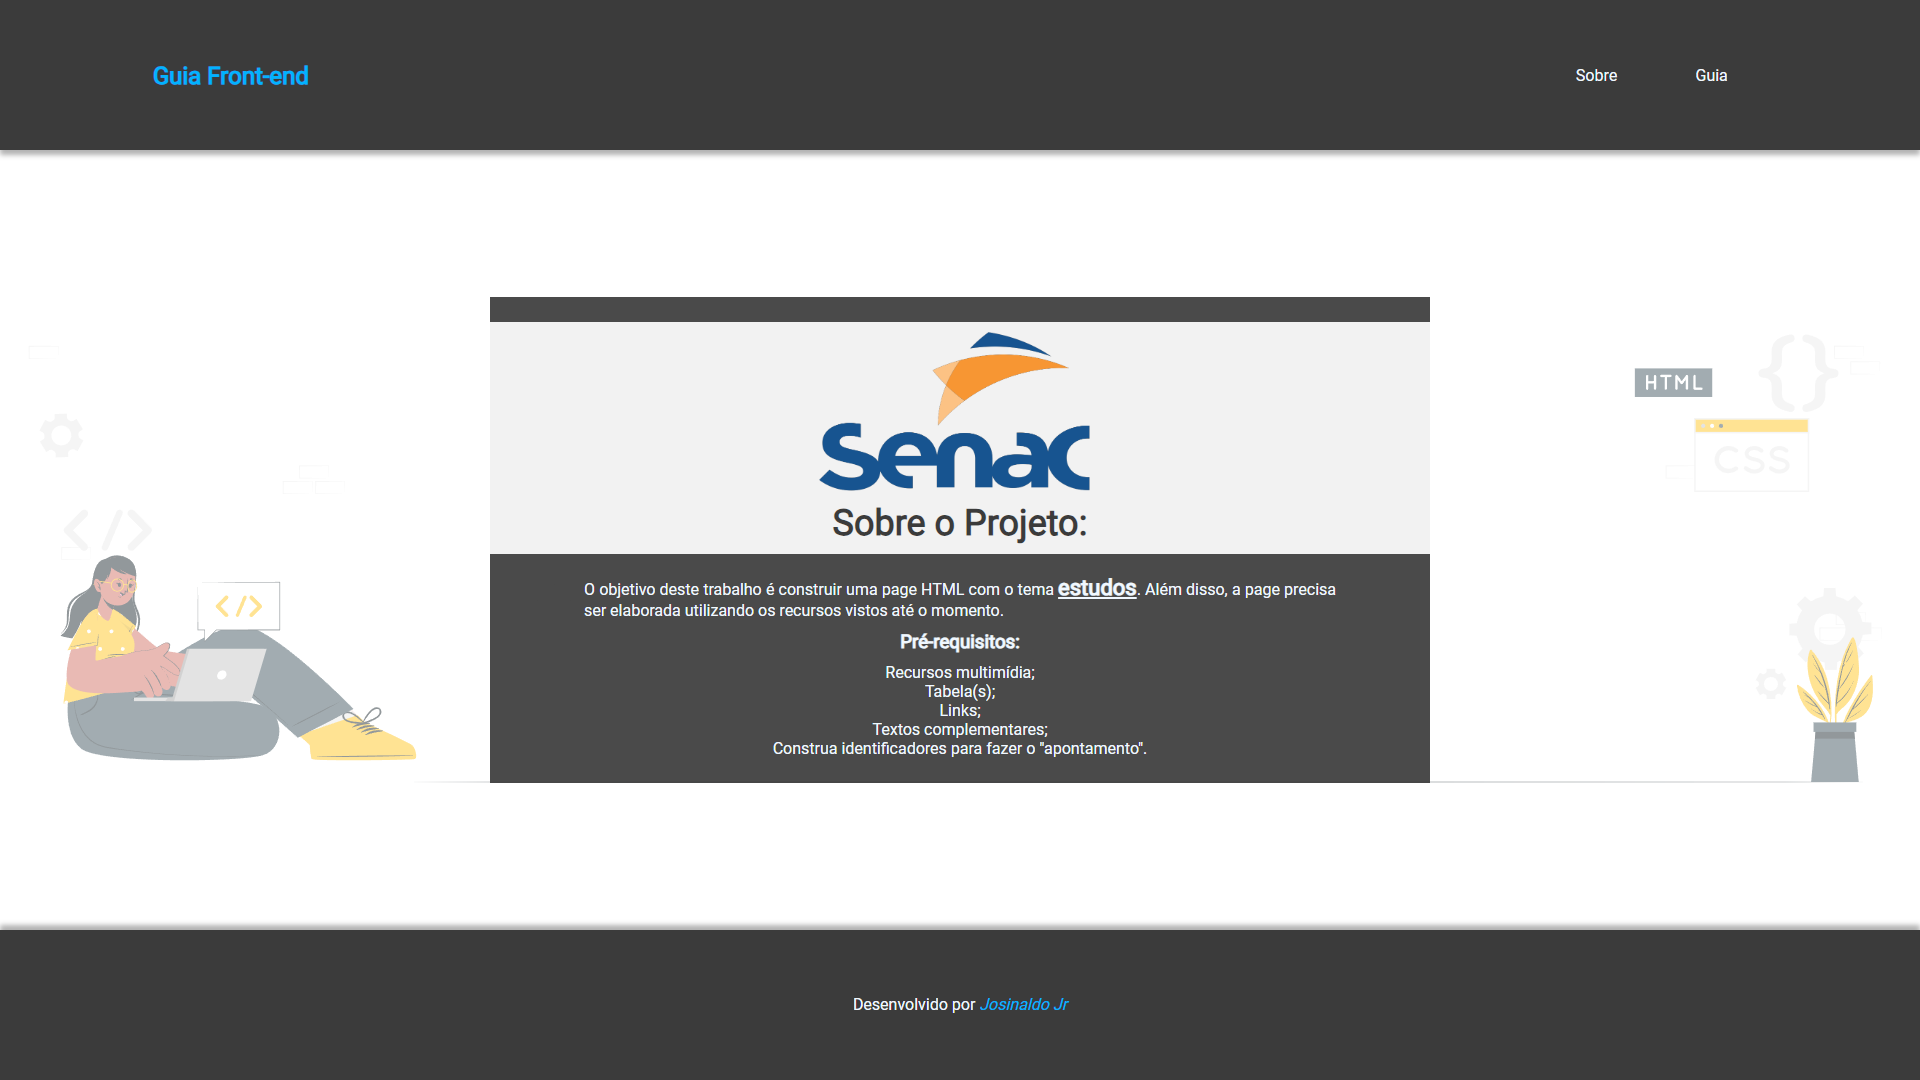 Guia Front-end
Sobre
Guia
Senac
HTML
CSS
</>
</>
{}
Sobre o Projeto:
O objetivo deste trabalho é construir uma page HTML com o tema estudos. Além disso, a page precisa
ser elaborada utilizando os recursos vistos até o momento.
Pré-requisitos:
Recursos multimídia;
Tabela(s);
Links;
Textos complementares;
Construa identificadores para fazer o "apontamento".
Desenvolvido por Josinaldo Jr